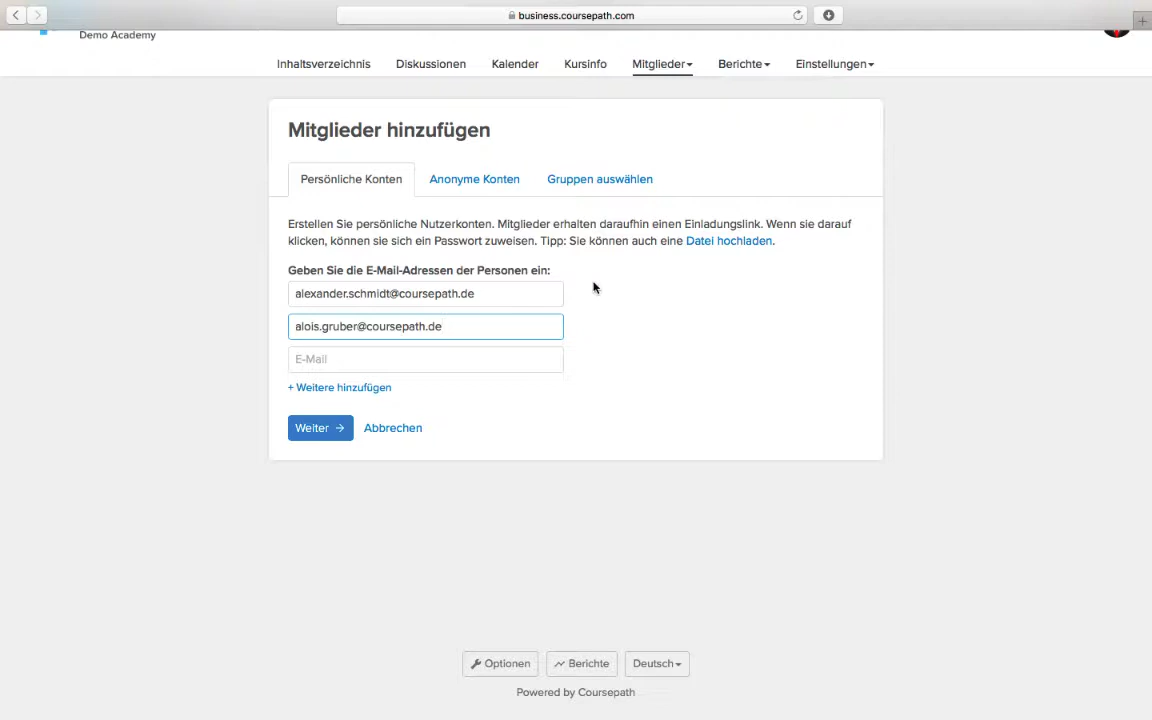 business.coursepath.com
Demo Academy
Inhaltsverzeichnis Diskussionen Kalender Kursinfo Mitglieder Berichte Einstellungen
Mitglieder hinzufügen
Persönliche Konten Anonyme Konten Gruppen auswählen
Erstellen Sie persönliche Nutzerkonten. Mitglieder erhalten daraufhin einen Einladungslink. Wenn sie darauf
klicken, können sie sich ein Passwort zuweisen. Tipp: Sie können auch eine Datei hochladen.
Geben Sie die E-Mail-Adressen der Personen ein:
alexander.schmidt@coursepath.de
alois.gruber@coursepath.de
E-Mail
+ Weitere hinzufügen
Weiter → Abbrechen
Optionen Berichte Deutsch
Powered by Coursepath